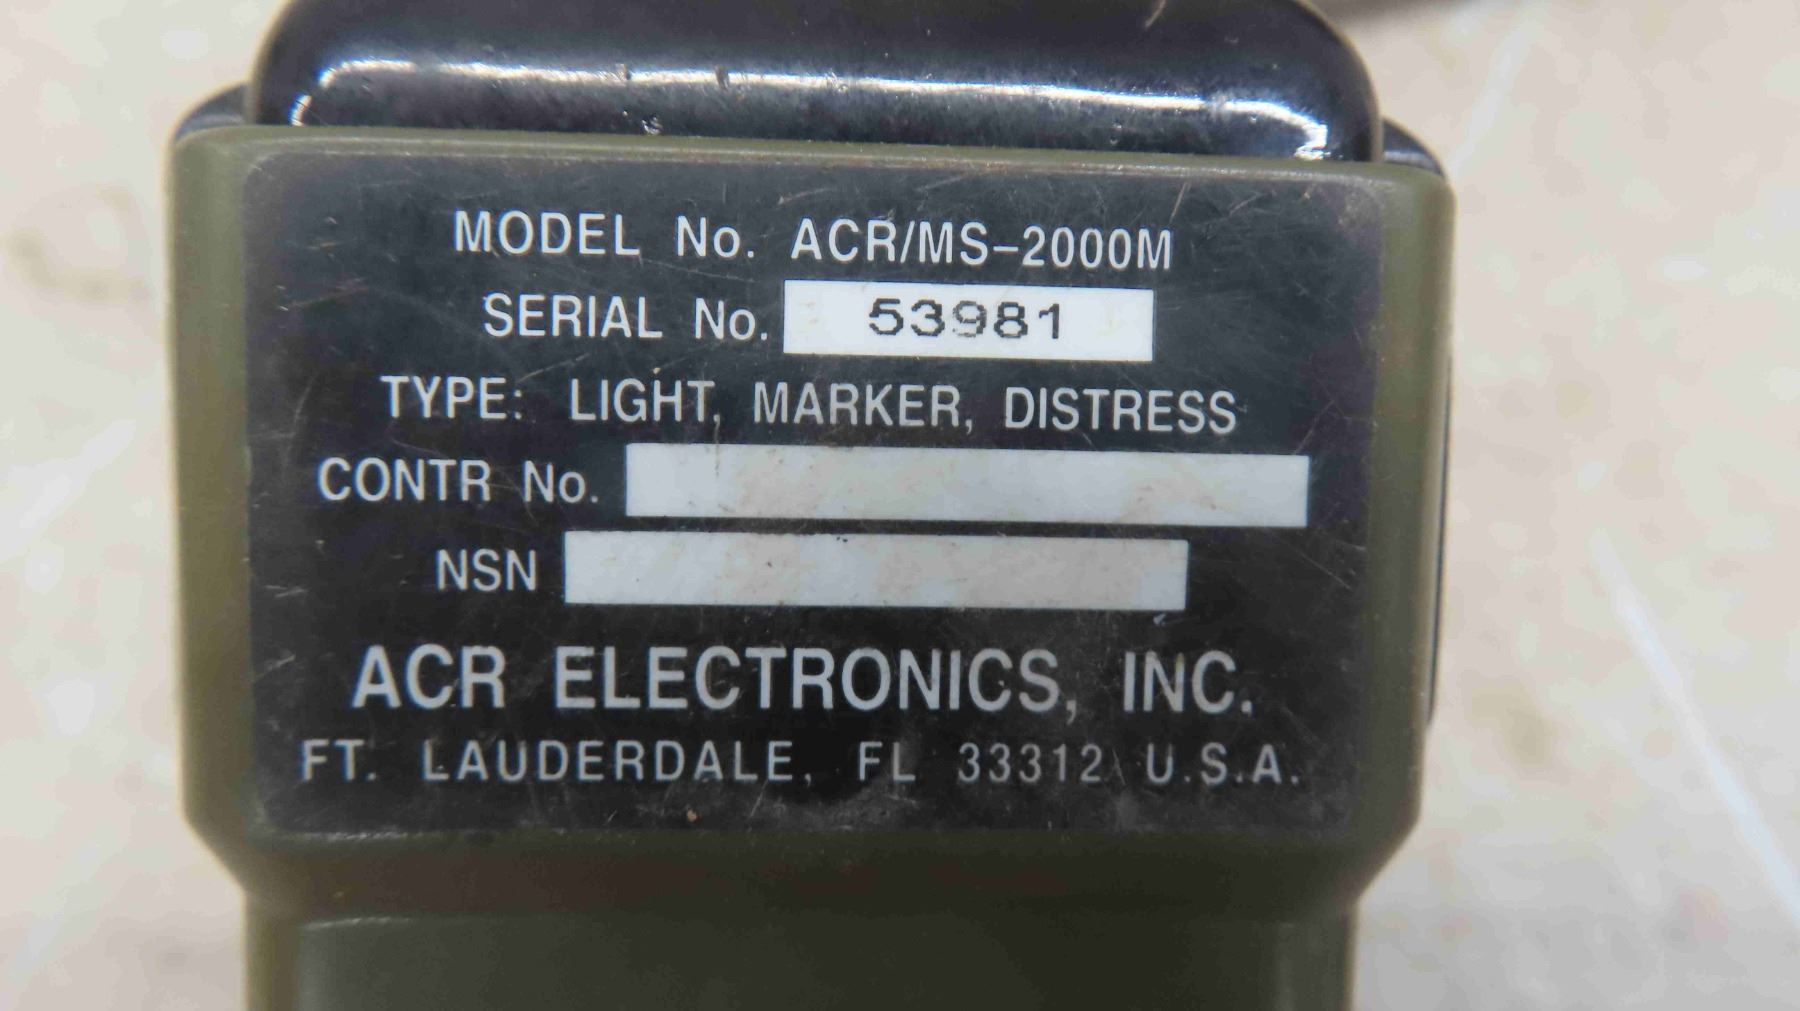 MODEL No. ACR/MS-2000M
SERIAL No. 53981
TYPE: LIGHT, MARKER, DISTRESS
CONTR No.
NSN
ACR ELECTRONICS, INC.
FT. LAUDERDALE, FL 33312 U.S.A.